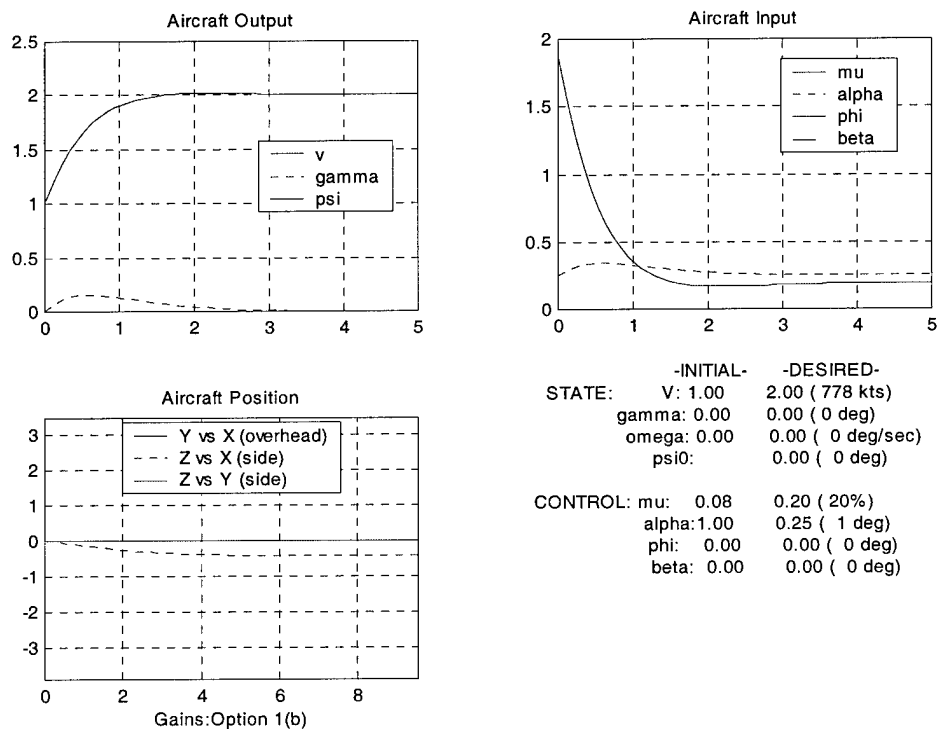 Aircraft Output
2.5
2
1.5
1
0.5
0
0 1 2 3 4 5
v
gamma
psi
Aircraft Input
2
1.5
1
0.5
0
0 1 2 3 4 5
mu
alpha
phi
beta
Aircraft Position
3
2
1
0
-1
-2
-3
0 2 4 6 8
Y vs X (overhead)
Z vs X (side)
Z vs Y (side)
Gains:Option 1(b)
-INITIAL- -DESIRED-
STATE: V: 1.00 2.00 ( 778 kts)
gamma: 0.00 0.00 ( 0 deg)
omega: 0.00 0.00 ( 0 deg/sec)
psi0: 0.00 ( 0 deg)
CONTROL: mu: 0.08 0.20 ( 20%)
alpha:1.00 0.25 ( 1 deg)
phi: 0.00 0.00 ( 0 deg)
beta: 0.00 0.00 ( 0 deg)